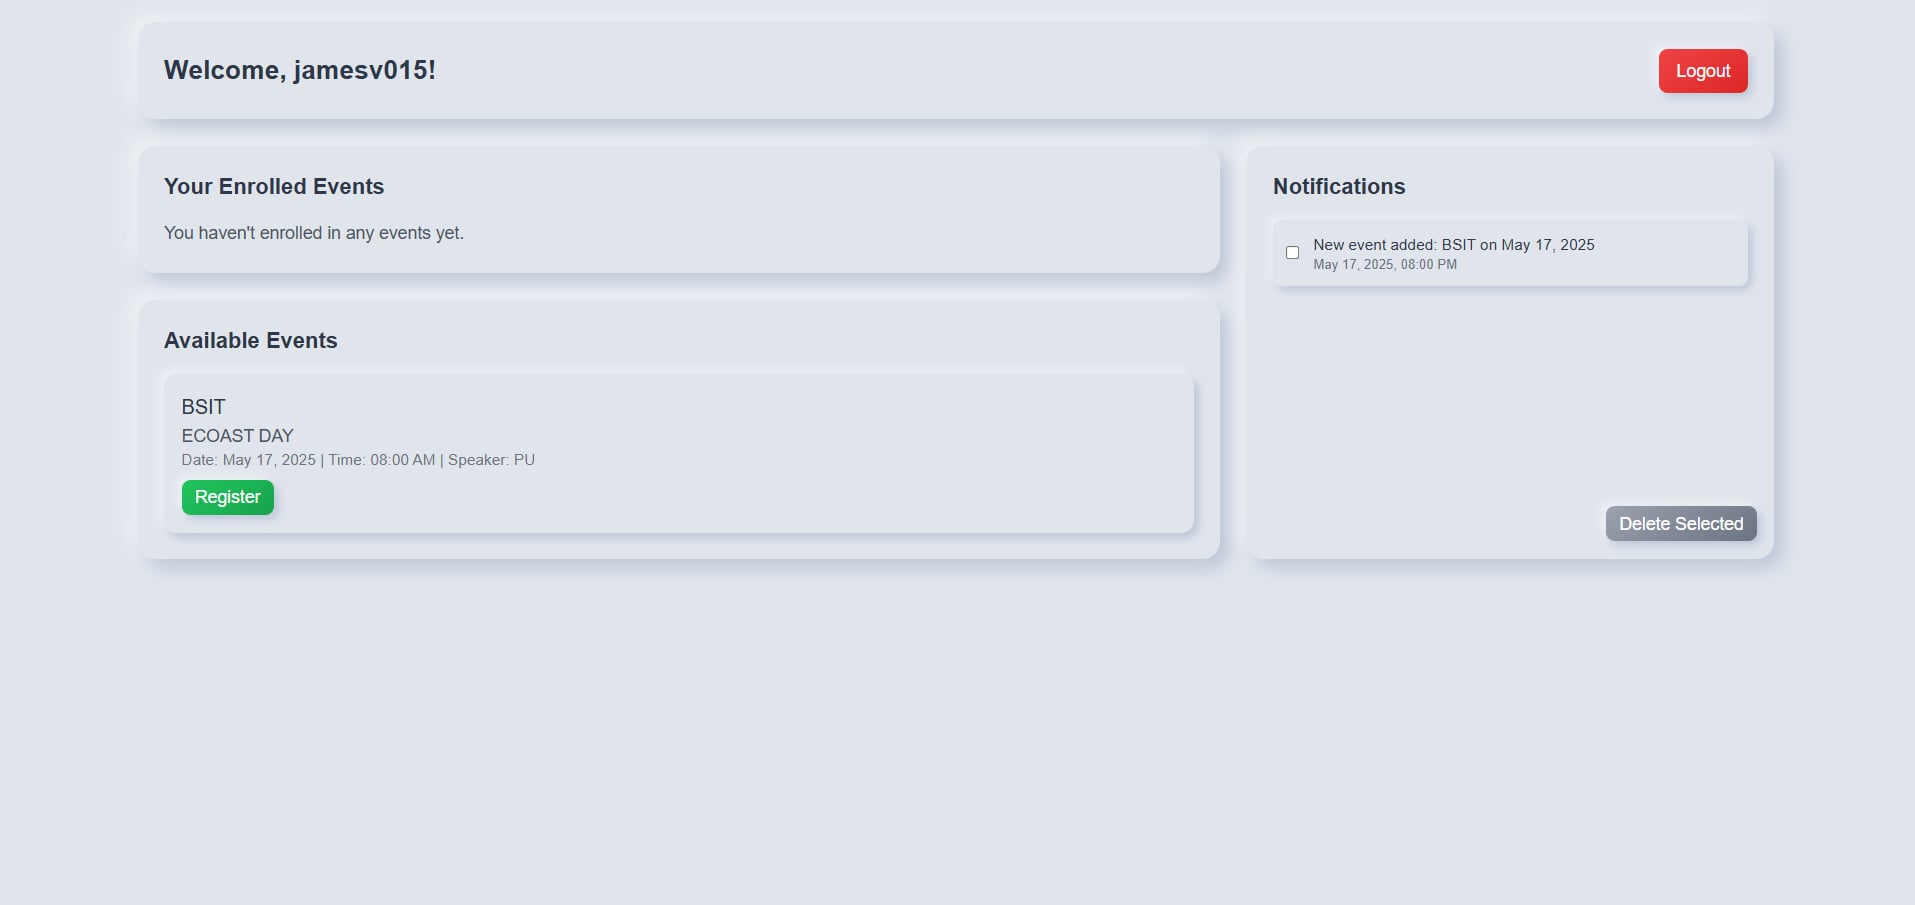 Welcome, jamesv015!
Logout
Your Enrolled Events
You haven't enrolled in any events yet.
Available Events
BSIT
ECOAST DAY
Date: May 17, 2025 | Time: 08:00 AM | Speaker: PU
Register
Notifications
New event added: BSIT on May 17, 2025
May 17, 2025, 08:00 PM
Delete Selected